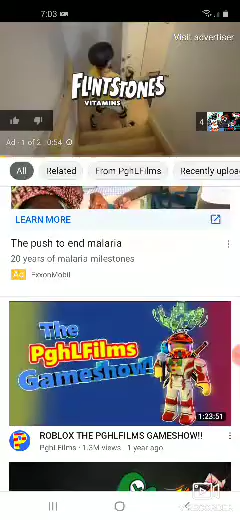 7:03
Visit advertiser
FLINTSTONES
VITAMINS
4
Ad · 1 of 2 · 0:54
All
Related
From PghLFilms
Recently uploa
LEARN MORE
The push to end malaria
20 years of malaria milestones
Ad ExxonMobil
The
PghLFilms
Gameshow!!
1:23:51
ROBLOX THE PGHLFILMS GAMESHOW!!
PghLFilms · 1.3M views · 1 year ago